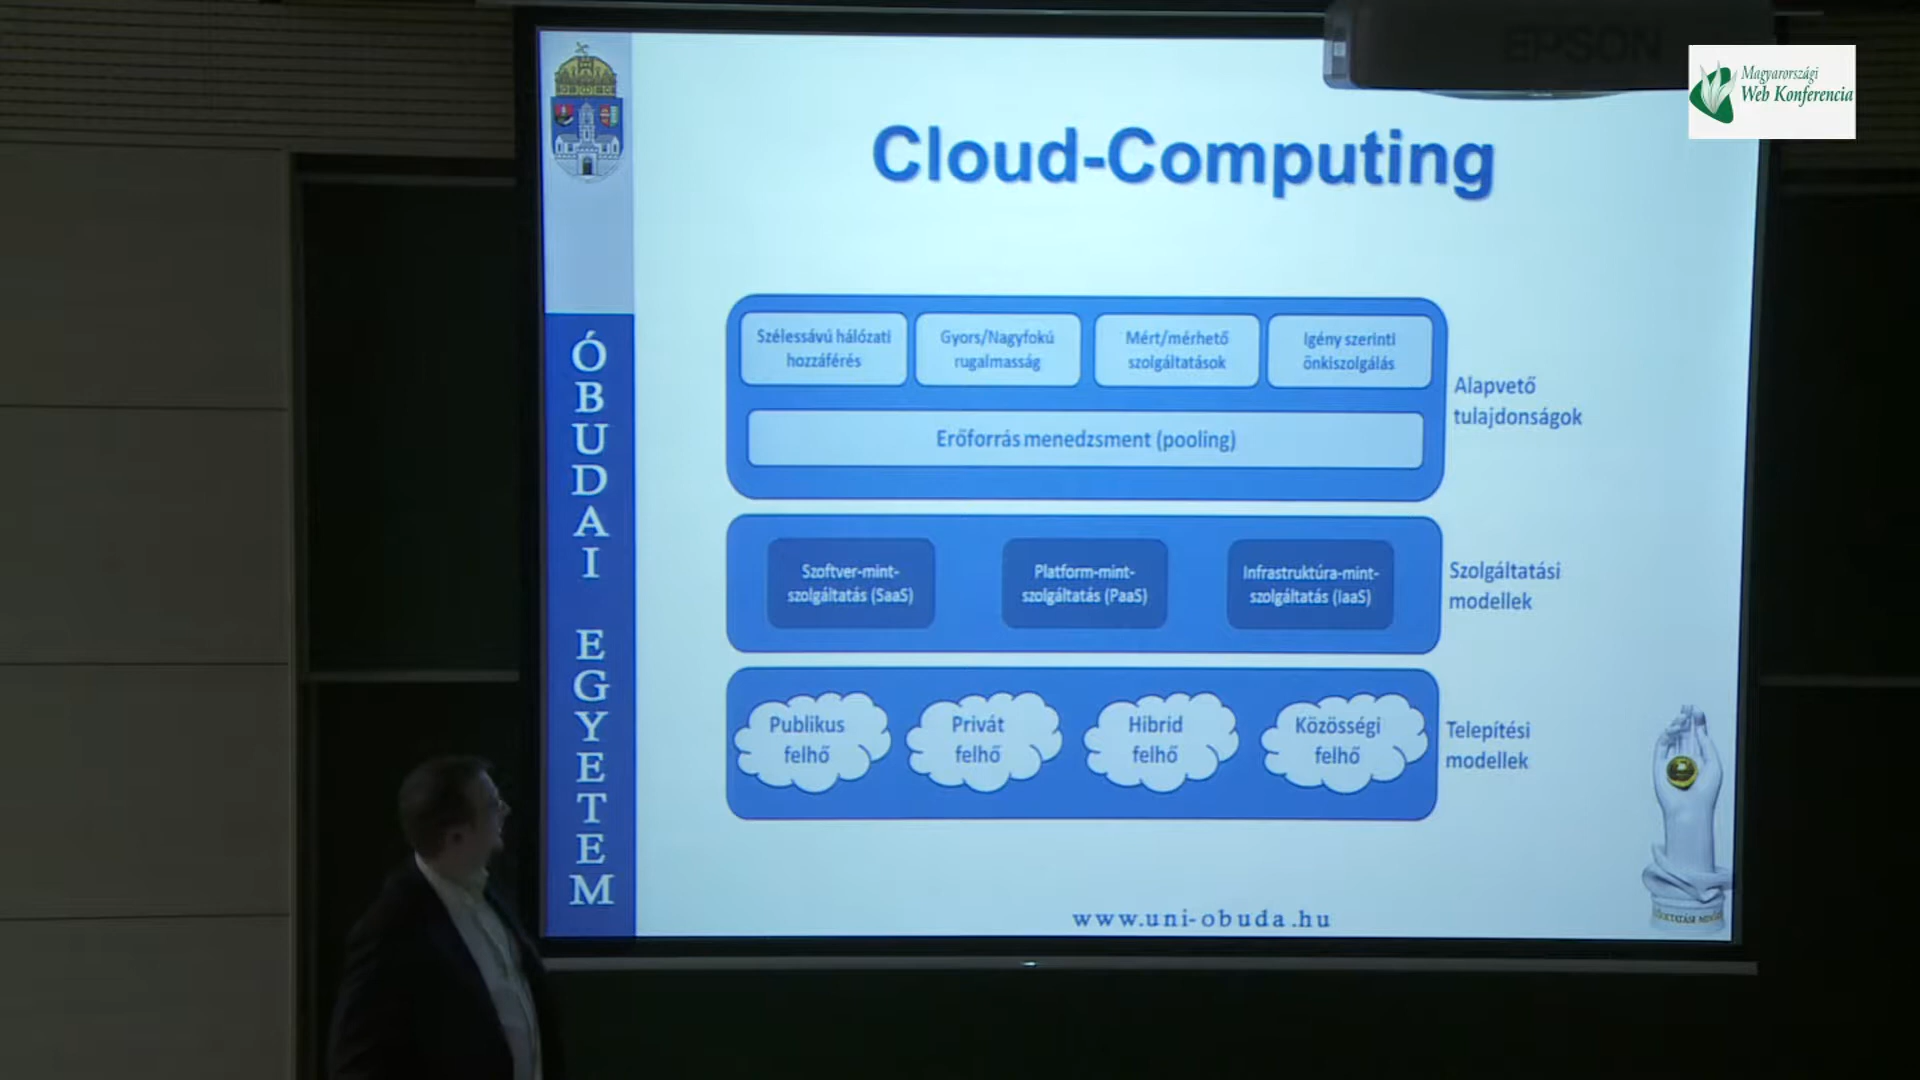 EPSON
Magyarországi
Web Konferencia
Cloud-Computing
ÓBUDAI EGYETEM
Szélessávú hálózati
hozzáférés
Gyors/Nagyfokú
rugalmasság
Mért/mérhető
szolgáltatások
Igény szerinti
önkiszolgálás
Erőforrás menedzsment (pooling)
Alapvető
tulajdonságok
Szoftver-mint-
szolgáltatás (SaaS)
Platform-mint-
szolgáltatás (PaaS)
Infrastruktúra-mint-
szolgáltatás (IaaS)
Szolgáltatási
modellek
Publikus
felhő
Privát
felhő
Hibrid
felhő
Közösségi
felhő
Telepítési
modellek
www.uni-obuda.hu